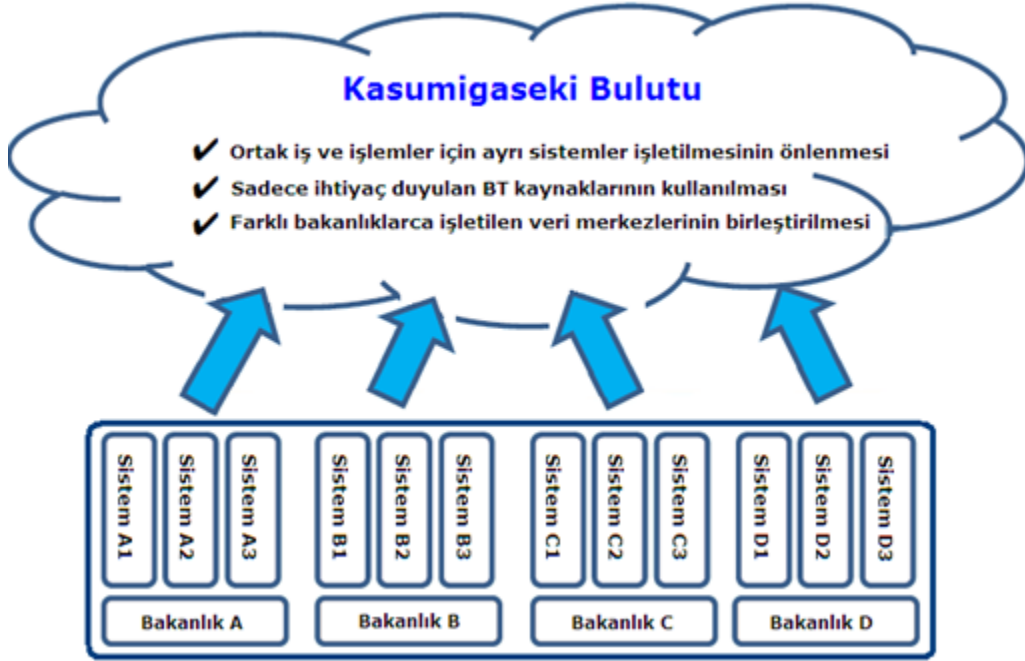 Kasumigaseki Bulutu
✔ Ortak iş ve işlemler için ayrı sistemler işletilmesinin önlenmesi
✔ Sadece ihtiyaç duyulan BT kaynaklarının kullanılması
✔ Farklı bakanlıklarca işletilen veri merkezlerinin birleştirilmesi
Sistem A1
Sistem A2
Sistem A3
Sistem B1
Sistem B2
Sistem B3
Sistem C1
Sistem C2
Sistem C3
Sistem D1
Sistem D2
Sistem D3
Bakanlık A
Bakanlık B
Bakanlık C
Bakanlık D